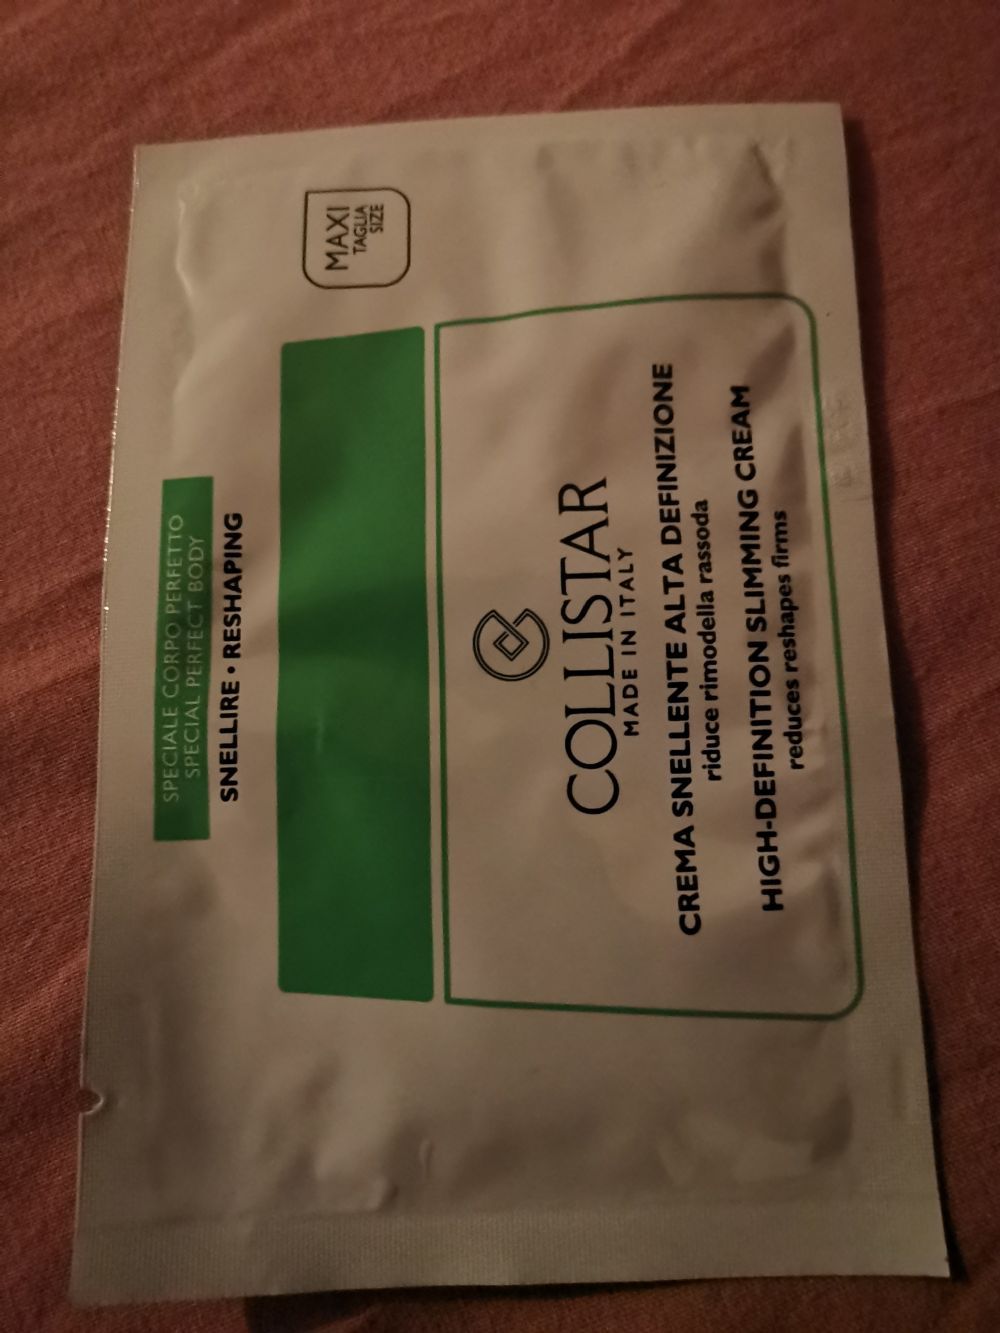 SPECIALE CORPO PERFETTO
SPECIAL PERFECT BODY
SNELLIRE • RESHAPING
MAXI
TAGLIA
SIZE
COLLISTAR
MADE IN ITALY
CREMA SNELLENTE ALTA DEFINIZIONE
riduce rimodella rassoda
HIGH-DEFINITION SLIMMING CREAM
reduces reshapes firms